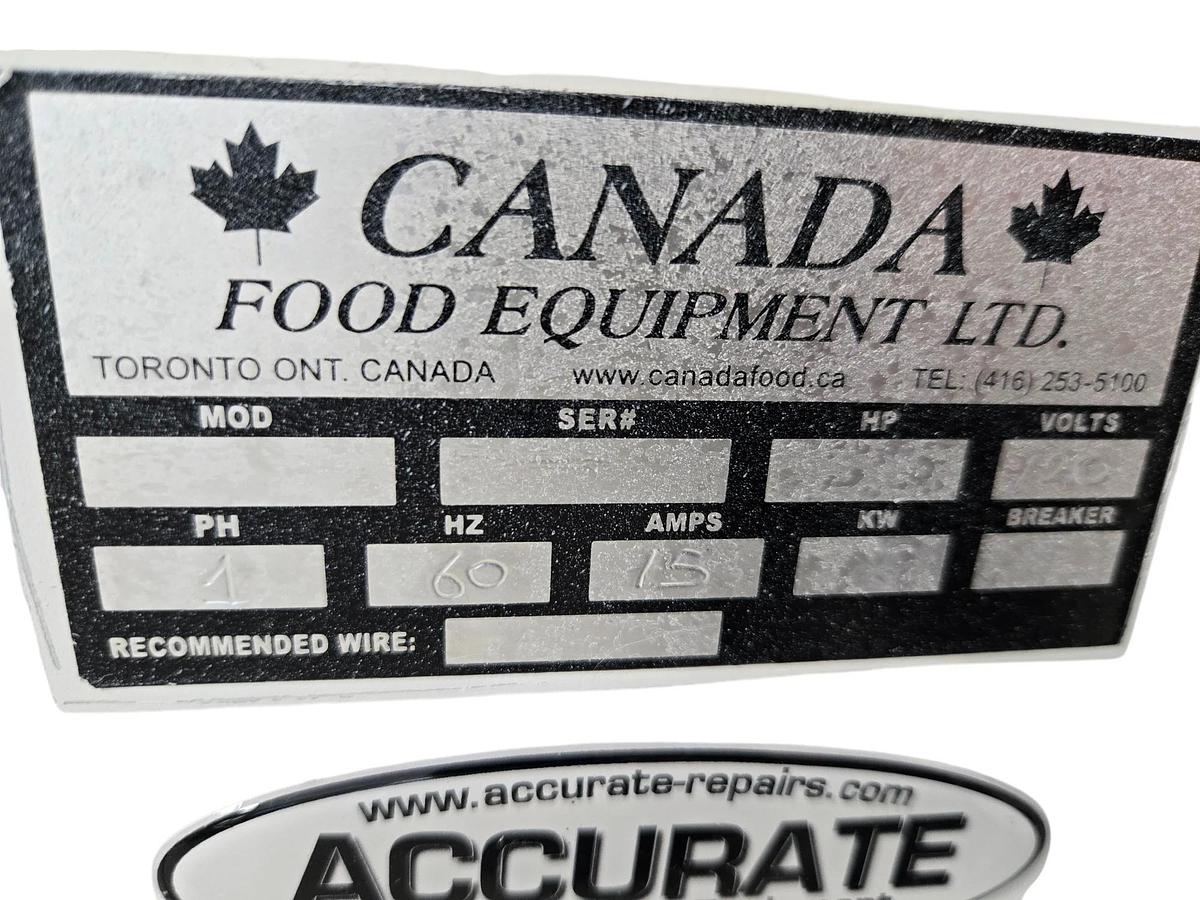 CANADA
FOOD EQUIPMENT LTD.
TORONTO ONT. CANADA www.canadafood.ca TEL: (416) 253-5100
MOD SER# HP VOLTS
PH HZ AMPS KW BREAKER
1 60 15
RECOMMENDED WIRE:
www.accurate-repairs.com
ACCURATE